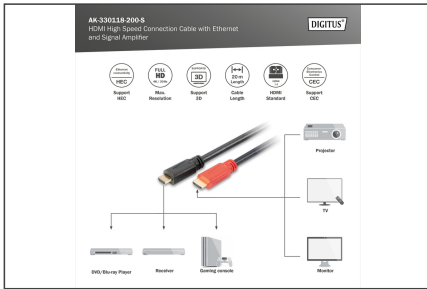 AK-330118-200-S
HDMI High Speed Connection Cable with Ethernet
and Signal Amplifier
DIGITUS®
HEC
FULL
HD
SUPPORTED
3D
20 m
Length
CEC
Support
HEC
Max.
Resolution
Support
3D
Cable
Length
HDMI
Standard
Support
CEC
Projector
TV
DVD/Blu-ray Player
Receiver
Gaming console
Monitor